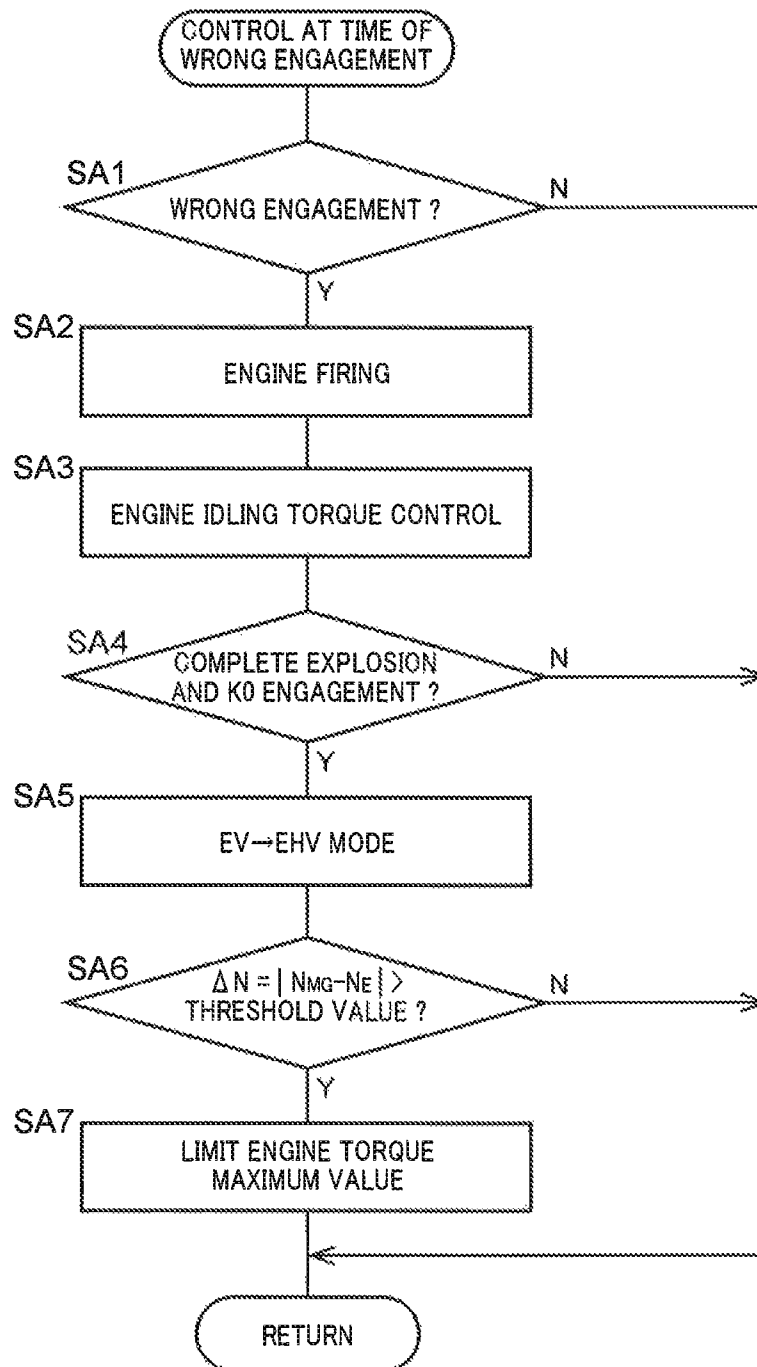 CONTROL AT TIME OF
WRONG ENGAGEMENT
SA1
WRONG ENGAGEMENT ?
N
Y
SA2
ENGINE FIRING
SA3
ENGINE IDLING TORQUE CONTROL
SA4
COMPLETE EXPLOSION
AND K0 ENGAGEMENT ?
N
Y
SA5
EV→EHV MODE
SA6
ΔN = | NMG-NE | >
THRESHOLD VALUE ?
N
Y
SA7
LIMIT ENGINE TORQUE
MAXIMUM VALUE
RETURN